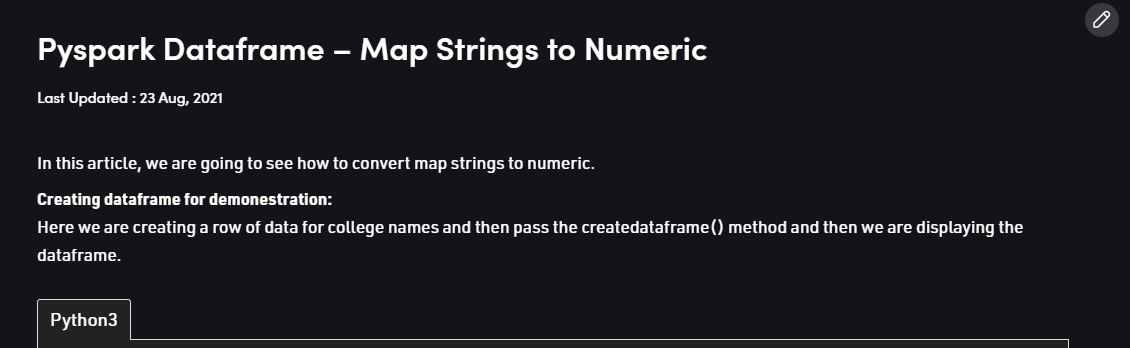 Pyspark Dataframe – Map Strings to Numeric
Last Updated : 23 Aug, 2021
In this article, we are going to see how to convert map strings to numeric.
Creating dataframe for demonestration:
Here we are creating a row of data for college names and then pass the createdataframe() method and then we are displaying the
dataframe.
Python3